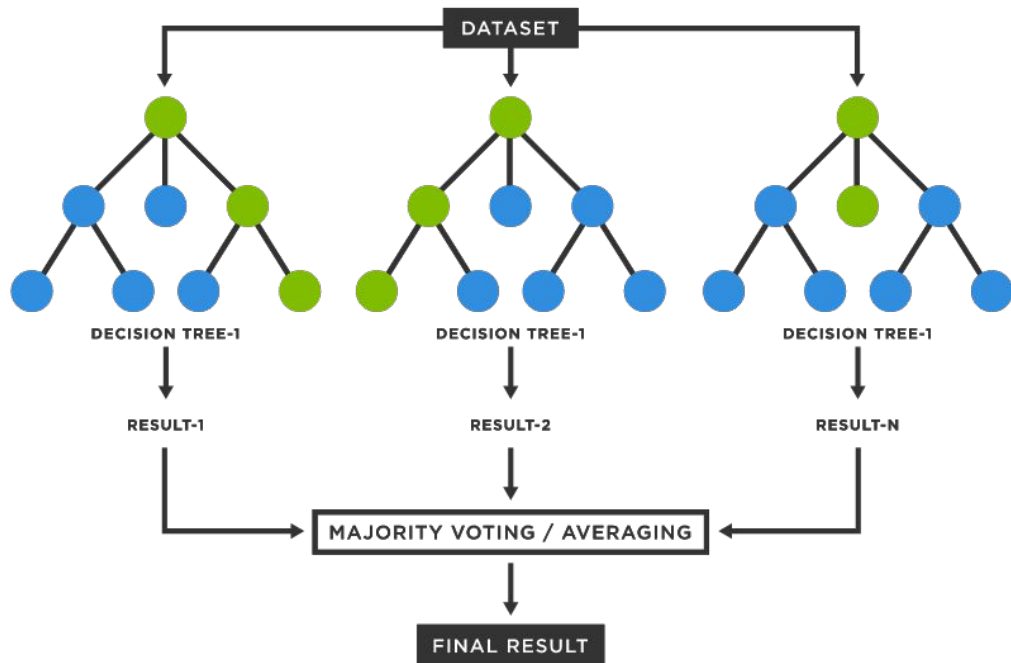 DATASET
DECISION TREE-1
DECISION TREE-1
DECISION TREE-1
RESULT-1
RESULT-2
RESULT-N
MAJORITY VOTING / AVERAGING
FINAL RESULT